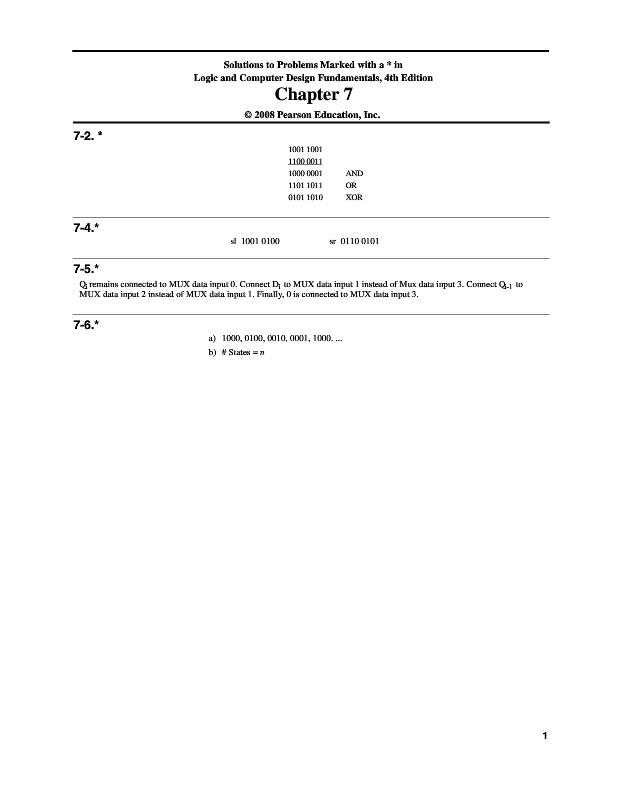 Solutions to Problems Marked with a * in
Logic and Computer Design Fundamentals, 4th Edition
Chapter 7
© 2008 Pearson Education, Inc.
7-2. *
1001 1001
1100 0011
1000 0001 AND
1101 1011 OR
0101 1010 XOR
7-4.*
sl 1001 0100 sr 0110 0101
7-5.*
Qi remains connected to MUX data input 0. Connect Di to MUX data input 1 instead of Mux data input 3. Connect Qi-1 to
MUX data input 2 instead of MUX data input 1. Finally, 0 is connected to MUX data input 3.
7-6.*
a) 1000, 0100, 0010, 0001, 1000. ...
b) # States = n
1